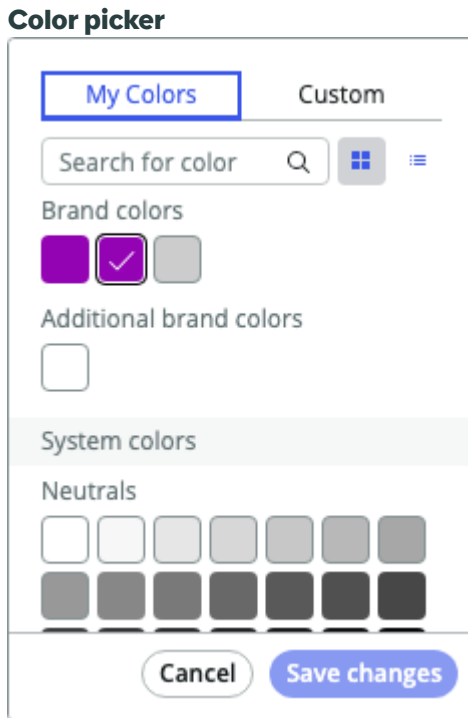 Color picker
My Colors Custom
Search for color
Brand colors
Additional brand colors
System colors
Neutrals
Cancel Save changes